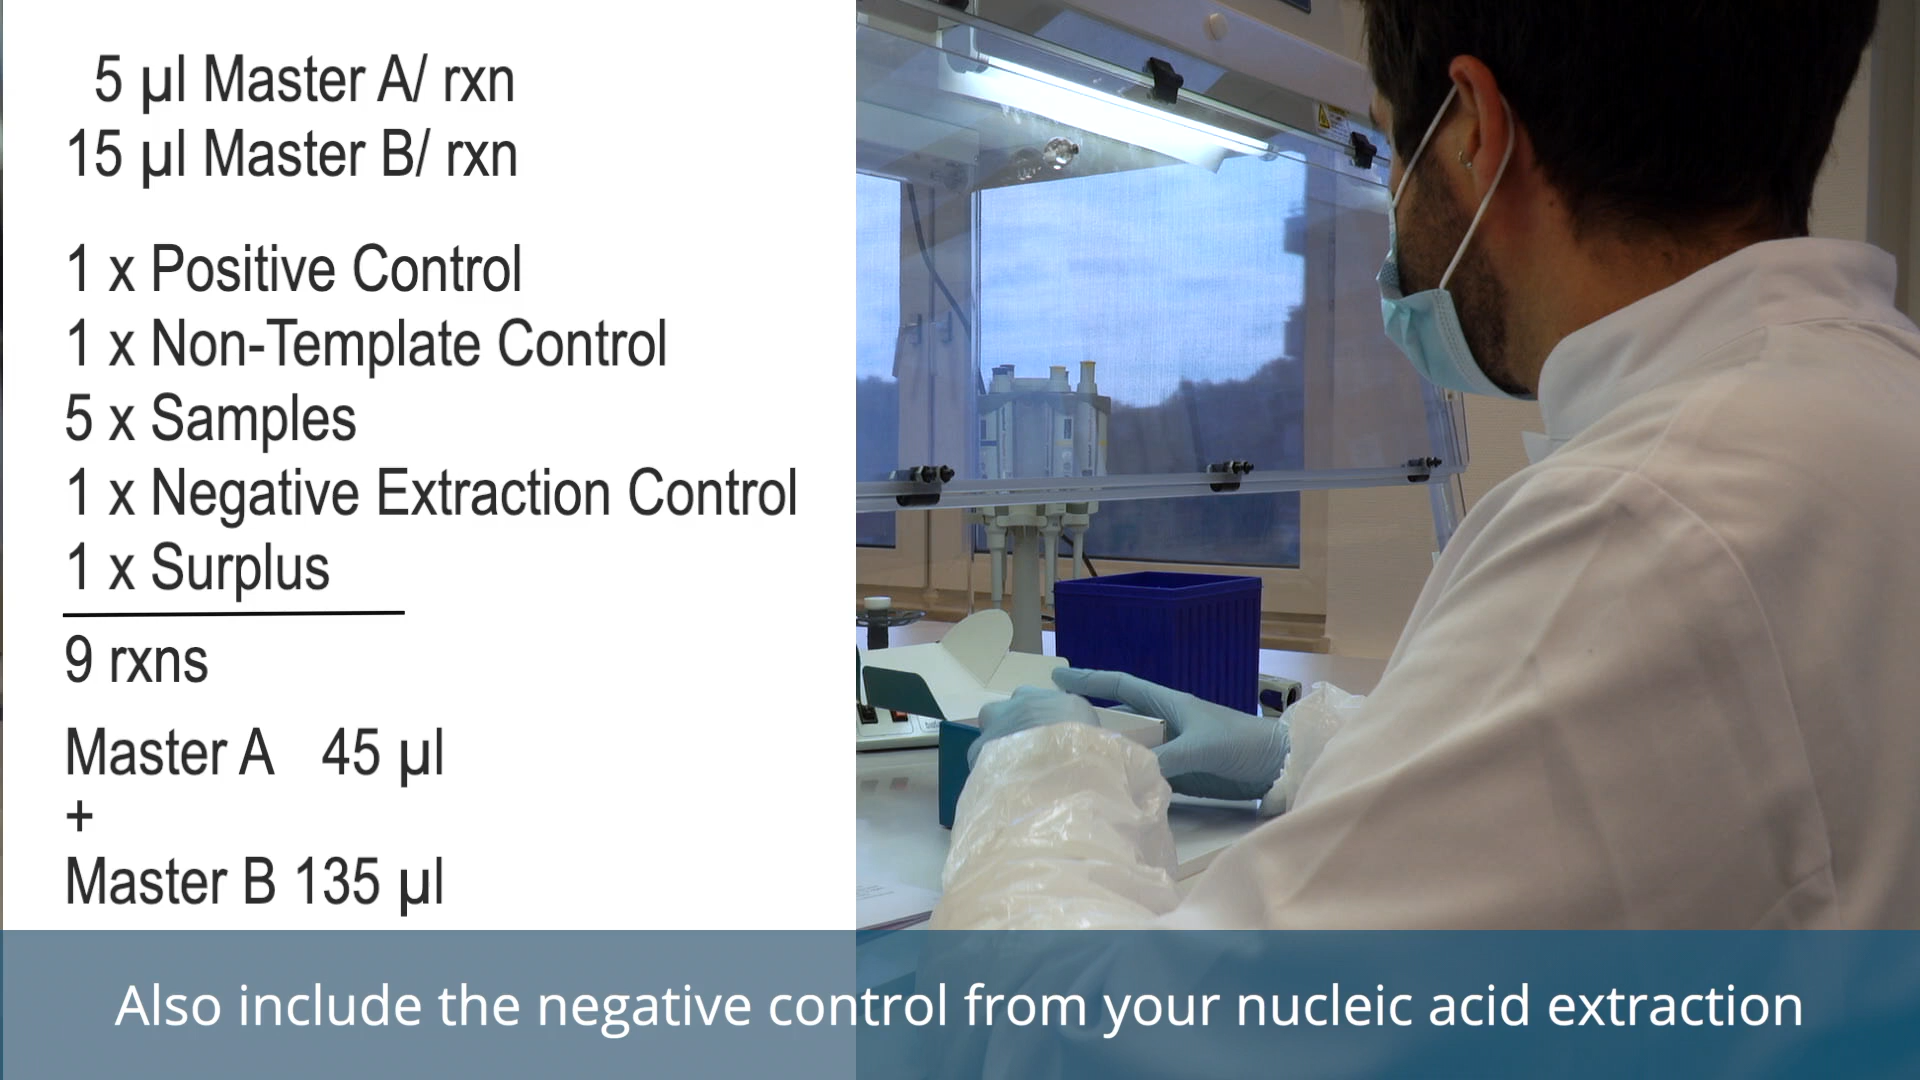 5 µl Master A/ rxn
15 µl Master B/ rxn
1 x Positive Control
1 x Non-Template Control
5 x Samples
1 x Negative Extraction Control
1 x Surplus
9 rxns
Master A 45 µl
+
Master B 135 µl
Also include the negative control from your nucleic acid extraction